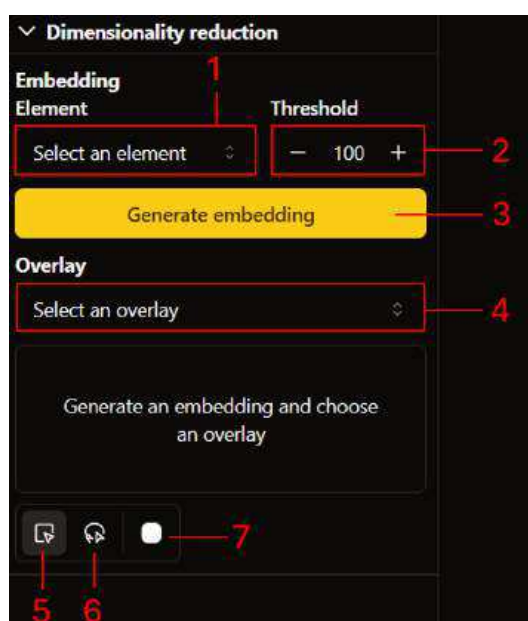 Dimensionality reduction
1
Embedding
Element Threshold
Select an element - 100 + 2
Generate embedding 3
Overlay
Select an overlay 4
Generate an embedding and choose
an overlay
7
5 6